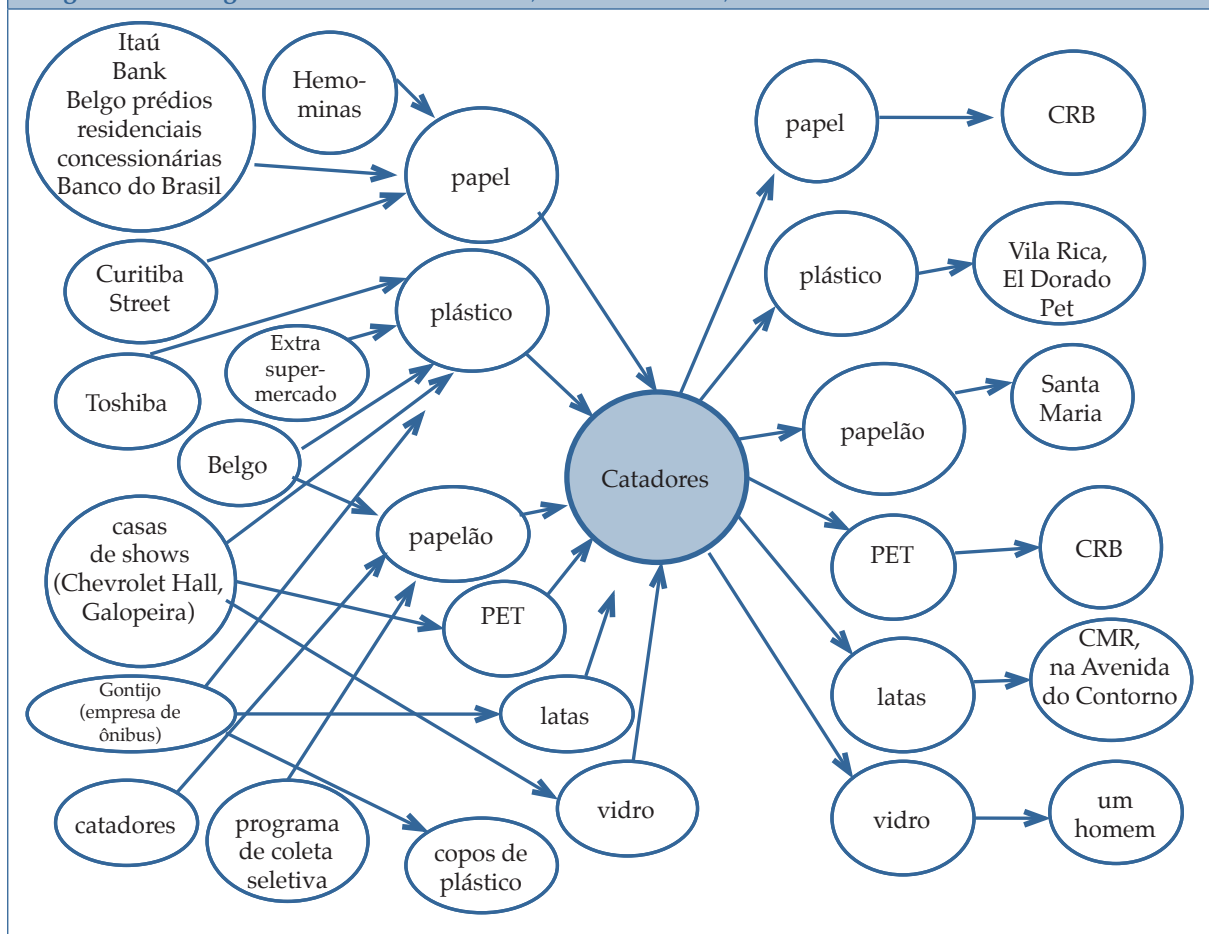 Itaú
Bank
Belgo prédios
residenciais
concessionárias
Banco do Brasil
Hemo-
minas
papel
Curitiba
Street
plástico
Extra
super-
mercado
Toshiba
Belgo
casas
de shows
(Chevrolet Hall,
Galopeira)
papelão
PET
Gontijo
(empresa de
ônibus)
latas
catadores
programa
de coleta
seletiva
copos de
plástico
vidro
Catadores
papel
CRB
plástico
Vila Rica,
El Dorado
Pet
papelão
Santa
Maria
PET
CRB
latas
CMR,
na Avenida
do Contorno
vidro
um
homem